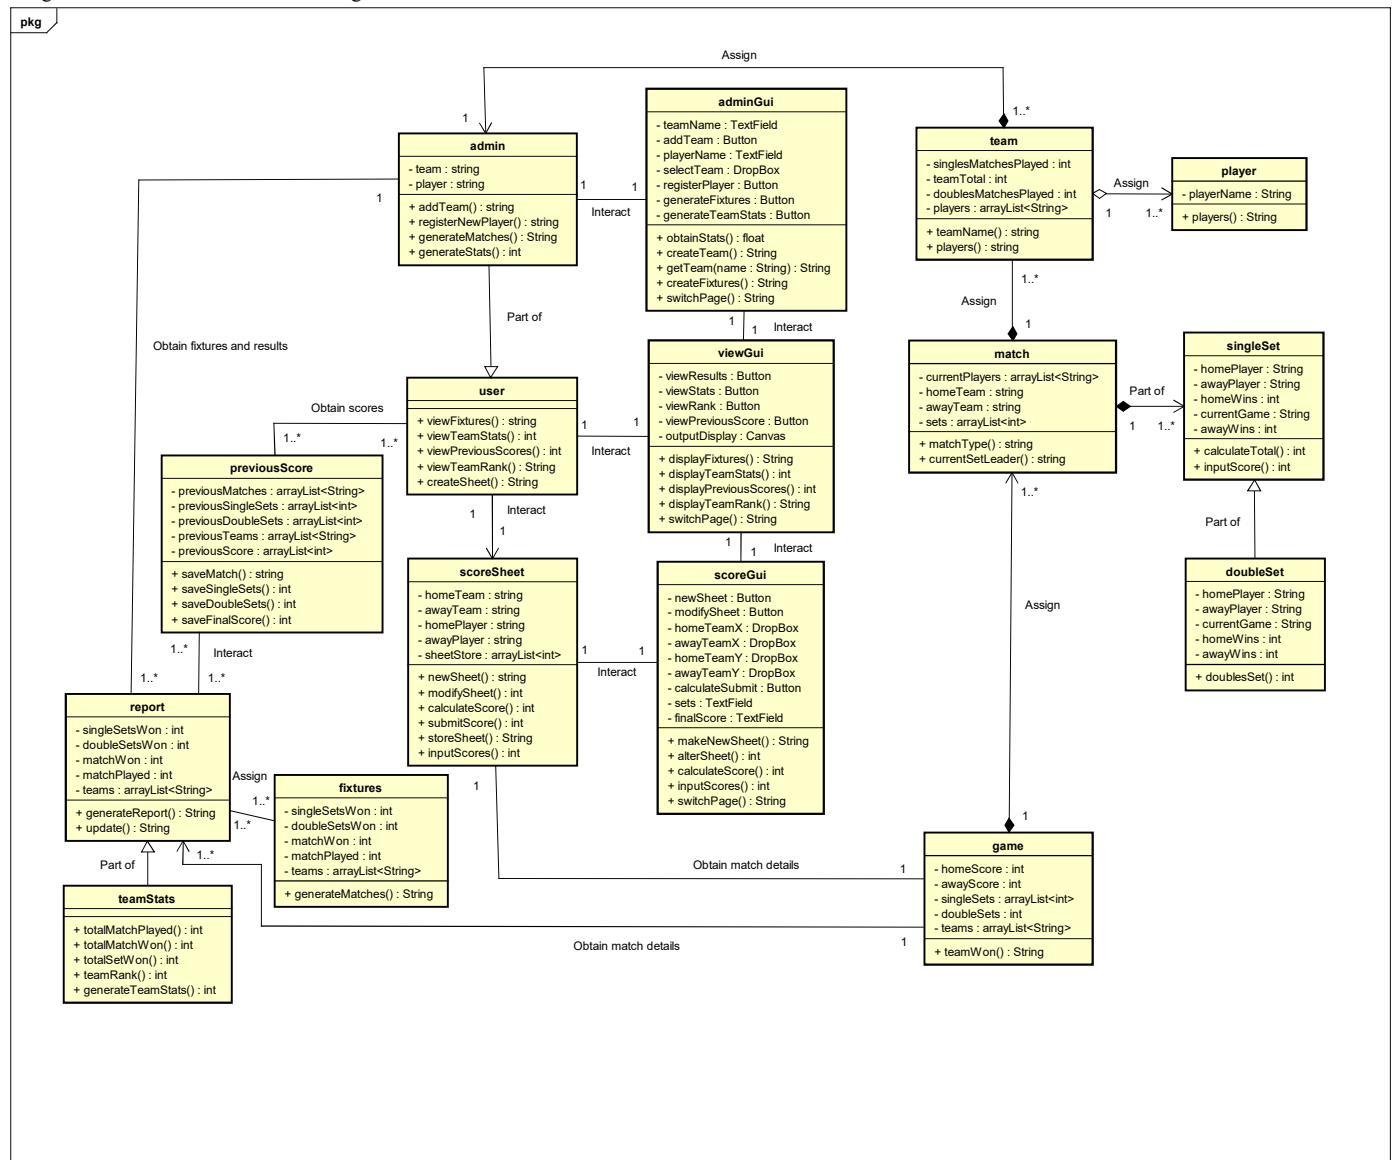 pkg
Assign
1
1..*
admin
- team : string
- player : string
+ addTeam() : string
+ registerNewPlayer() : string
+ generateMatches() : String
+ generateStats() : int
1
1
1
Interact
adminGui
- teamName : TextField
- addTeam : Button
- playerName : TextField
- selectTeam : DropBox
- registerPlayer : Button
- generateFixtures : Button
- generateTeamStats : Button
+ obtainStats() : float
+ createTeam() : String
+ getTeam(name : String) : String
+ createFixtures() : String
+ switchPage() : String
team
- singlesMatchesPlayed : int
- teamTotal : int
- doublesMatchesPlayed : int
- players : arrayList<String>
+ teamName() : string
+ players() : string
Assign
1
1..*
player
- playerName : String
+ players() : String
1..*
Assign
1
Part of
Obtain fixtures and results
1
1
Interact
user
+ viewFixtures() : string
+ viewTeamStats() : int
+ viewPreviousScores() : int
+ viewTeamRank() : String
+ createSheet() : String
Obtain scores
1..*
1..*
1
1
Interact
viewGui
- viewResults : Button
- viewStats : Button
- viewRank : Button
- viewPreviousScore : Button
- outputDisplay : Canvas
+ displayFixtures() : String
+ displayTeamStats() : int
+ displayPreviousScores() : int
+ displayTeamRank() : String
+ switchPage() : String
match
- currentPlayers : arrayList<String>
- homeTeam : string
- awayTeam : string
- sets : arrayList<int>
+ matchType() : string
+ currentSetLeader() : string
Part of
1
1..*
singleSet
- homePlayer : String
- awayPlayer : String
- homeWins : int
- currentGame : String
- awayWins : int
+ calculateTotal() : int
+ inputScore() : int
1..*
Part of
previousScore
- previousMatches : arrayList<String>
- previousSingleSets : arrayList<int>
- previousDoubleSets : arrayList<int>
- previousTeams : arrayList<String>
- previousScore : arrayList<int>
+ saveMatch() : string
+ saveSingleSets() : int
+ saveDoubleSets() : int
+ saveFinalScore() : int
1
Interact
1
1
1
Interact
scoreSheet
- homeTeam : string
- awayTeam : string
- homePlayer : string
- awayPlayer : string
- sheetStore : arrayList<int>
+ newSheet() : string
+ modifySheet() : int
+ calculateScore() : int
+ submitScore() : int
+ storeSheet() : String
+ inputScores() : int
1
1
Interact
scoreGui
- newSheet : Button
- modifySheet : Button
- homeTeamX : DropBox
- awayTeamX : DropBox
- homeTeamY : DropBox
- awayTeamY : DropBox
- calculateSubmit : Button
- sets : TextField
- finalScore : TextField
+ makeNewSheet() : String
+ alterSheet() : int
+ calculateScore() : int
+ inputScores() : int
+ switchPage() : String
doubleSet
- homePlayer : String
- awayPlayer : String
- currentGame : String
- homeWins : int
- awayWins : int
+ doublesSet() : int
Assign
1..*
Interact
1..*
1..*
report
- singleSetsWon : int
- doubleSetsWon : int
- matchWon : int
- matchPlayed : int
- teams : arrayList<String>
+ generateReport() : String
+ update() : String
Assign
1..*
1..*
fixtures
- singleSetsWon : int
- doubleSetsWon : int
- matchWon : int
- matchPlayed : int
- teams : arrayList<String>
+ generateMatches() : String
1
1
game
- homeScore : int
- awayScore : int
- singleSets : arrayList<int>
- doubleSets : int
- teams : arrayList<String>
+ teamWon() : String
Part of
1..*
Obtain match details
1
teamStats
+ totalMatchPlayed() : int
+ totalMatchWon() : int
+ totalSetWon() : int
+ teamRank() : int
+ generateTeamStats() : int
Obtain match details
1